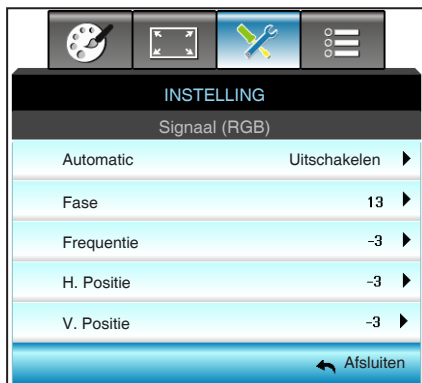 INSTELLING
Signaal (RGB)
Automatic Uitschakelen
Fase 13
Frequentie -3
H. Positie -3
V. Positie -3
Afsluiten